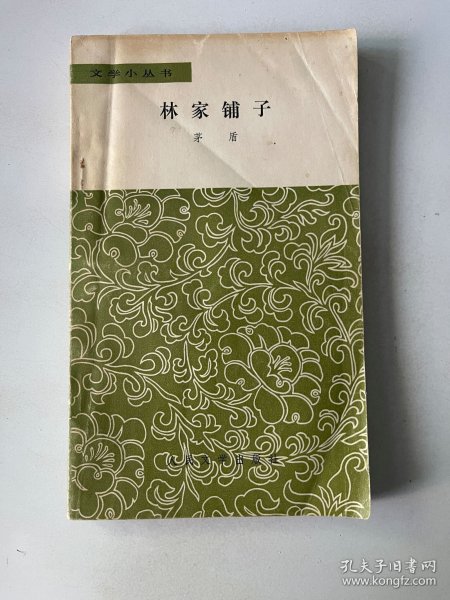 文学小丛书
林家铺子
茅盾
人民文学出版社
孔夫子旧书网
www.kongfz.com